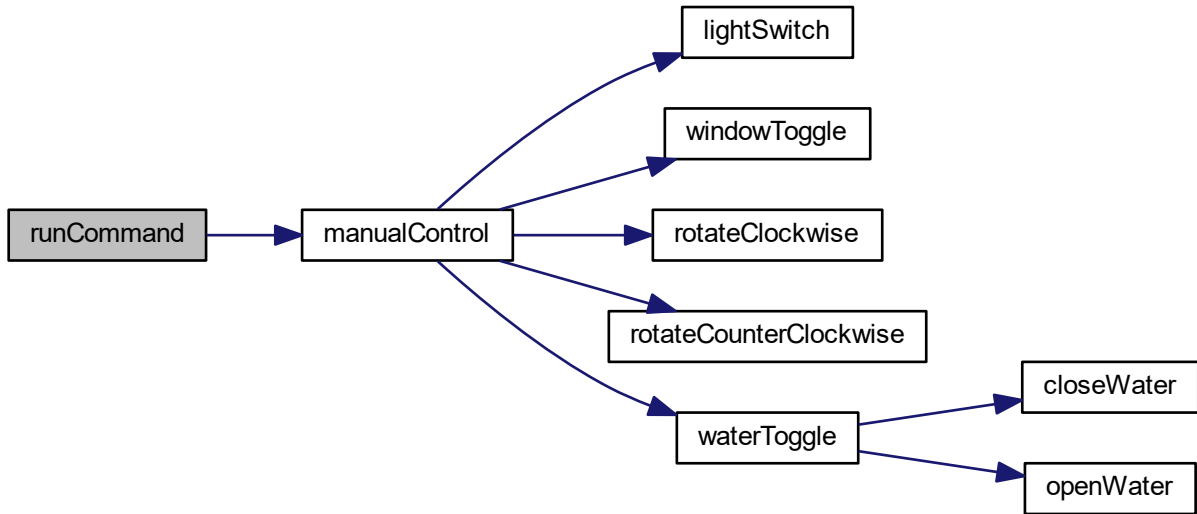 lightSwitch
windowToggle
runCommand
manualControl
rotateClockwise
rotateCounterClockwise
closeWater
waterToggle
openWater